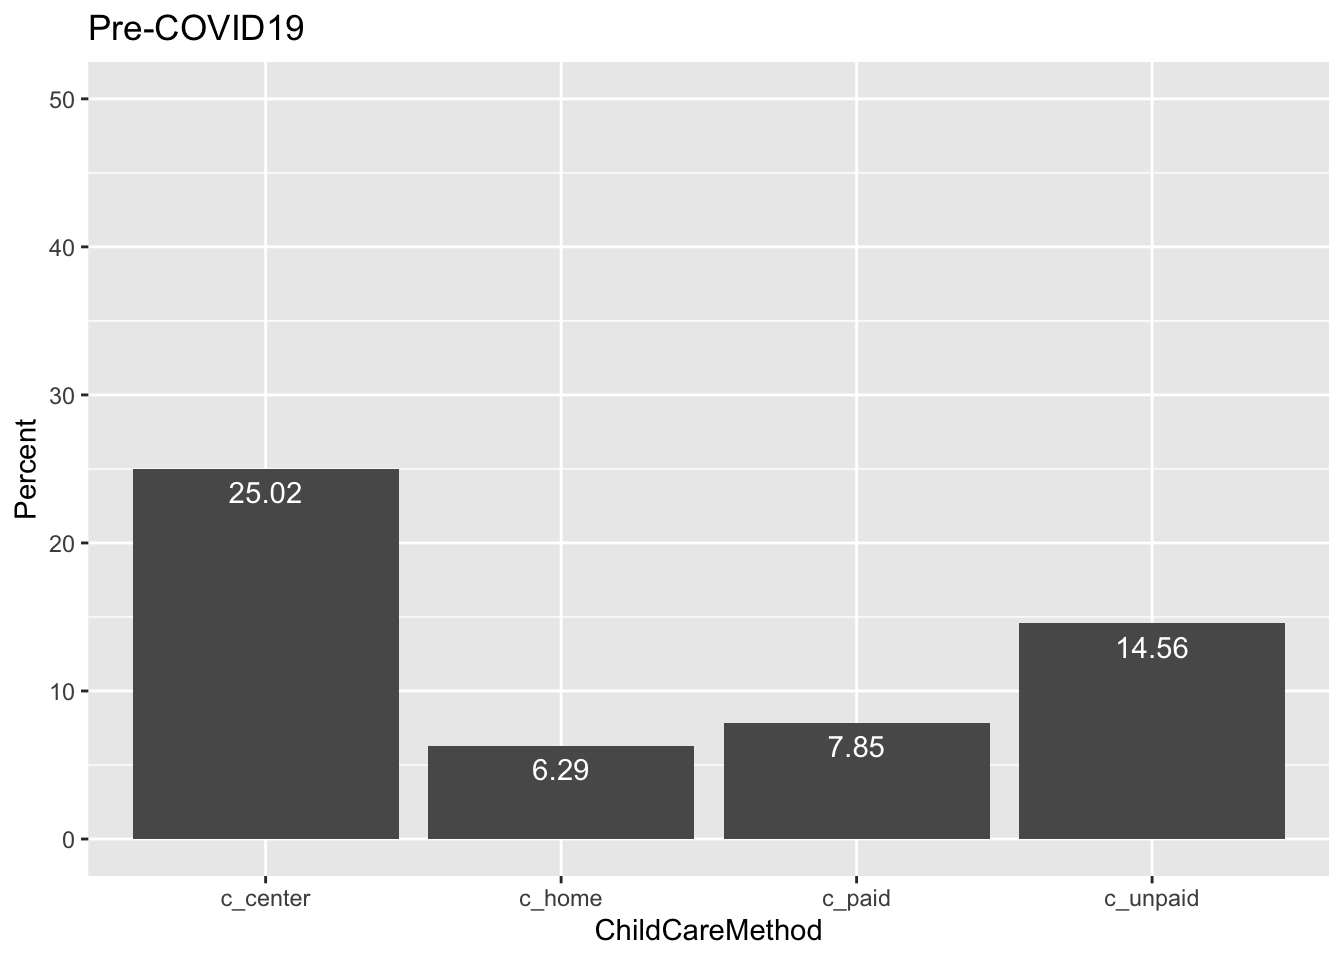 Pre-COVID19
50
40
30
20
10
0
Percent
25.02
6.29
7.85
14.56
c_center
c_home
c_paid
c_unpaid
ChildCareMethod